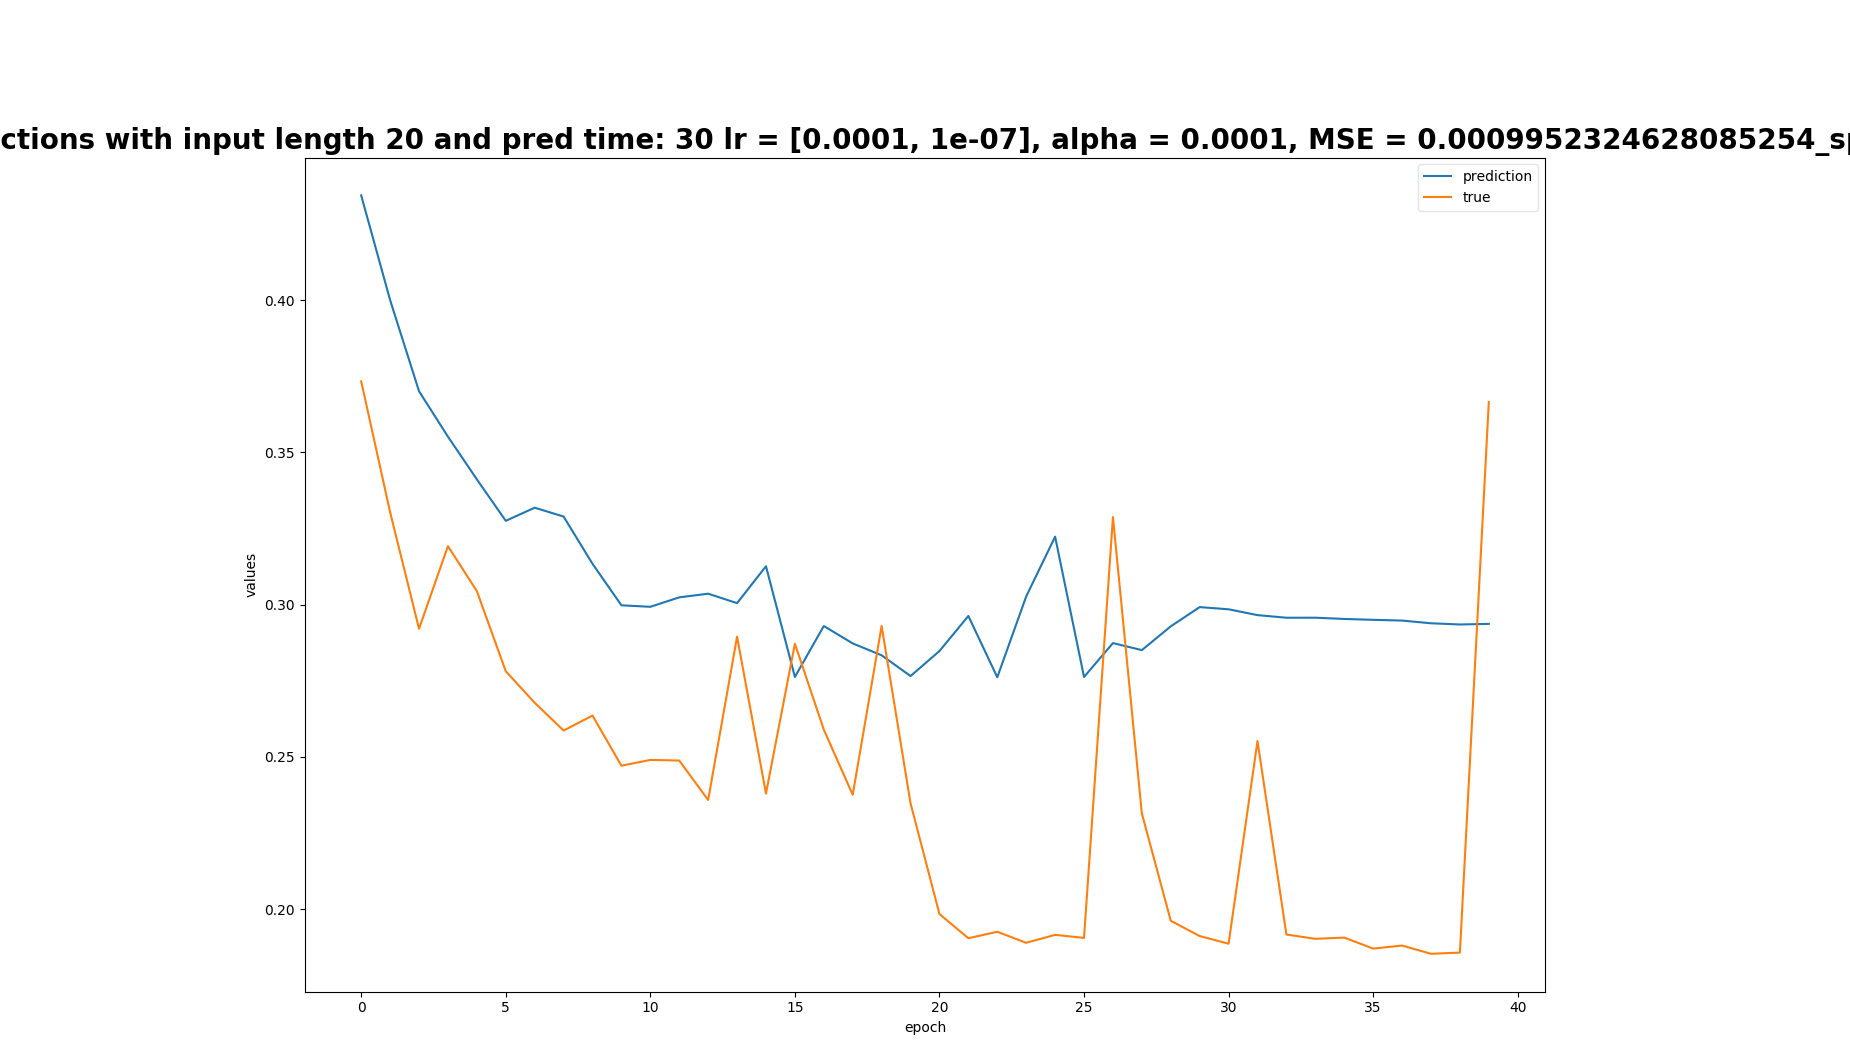 ctions with input length 20 and pred time: 30 lr = [0.0001, 1e-07], alpha = 0.0001, MSE = 0.0009952324628085254_sp
prediction
true
0.40
0.35
0.30
0.25
0.20
values
0 5 10 15 20 25 30 35 40
epoch